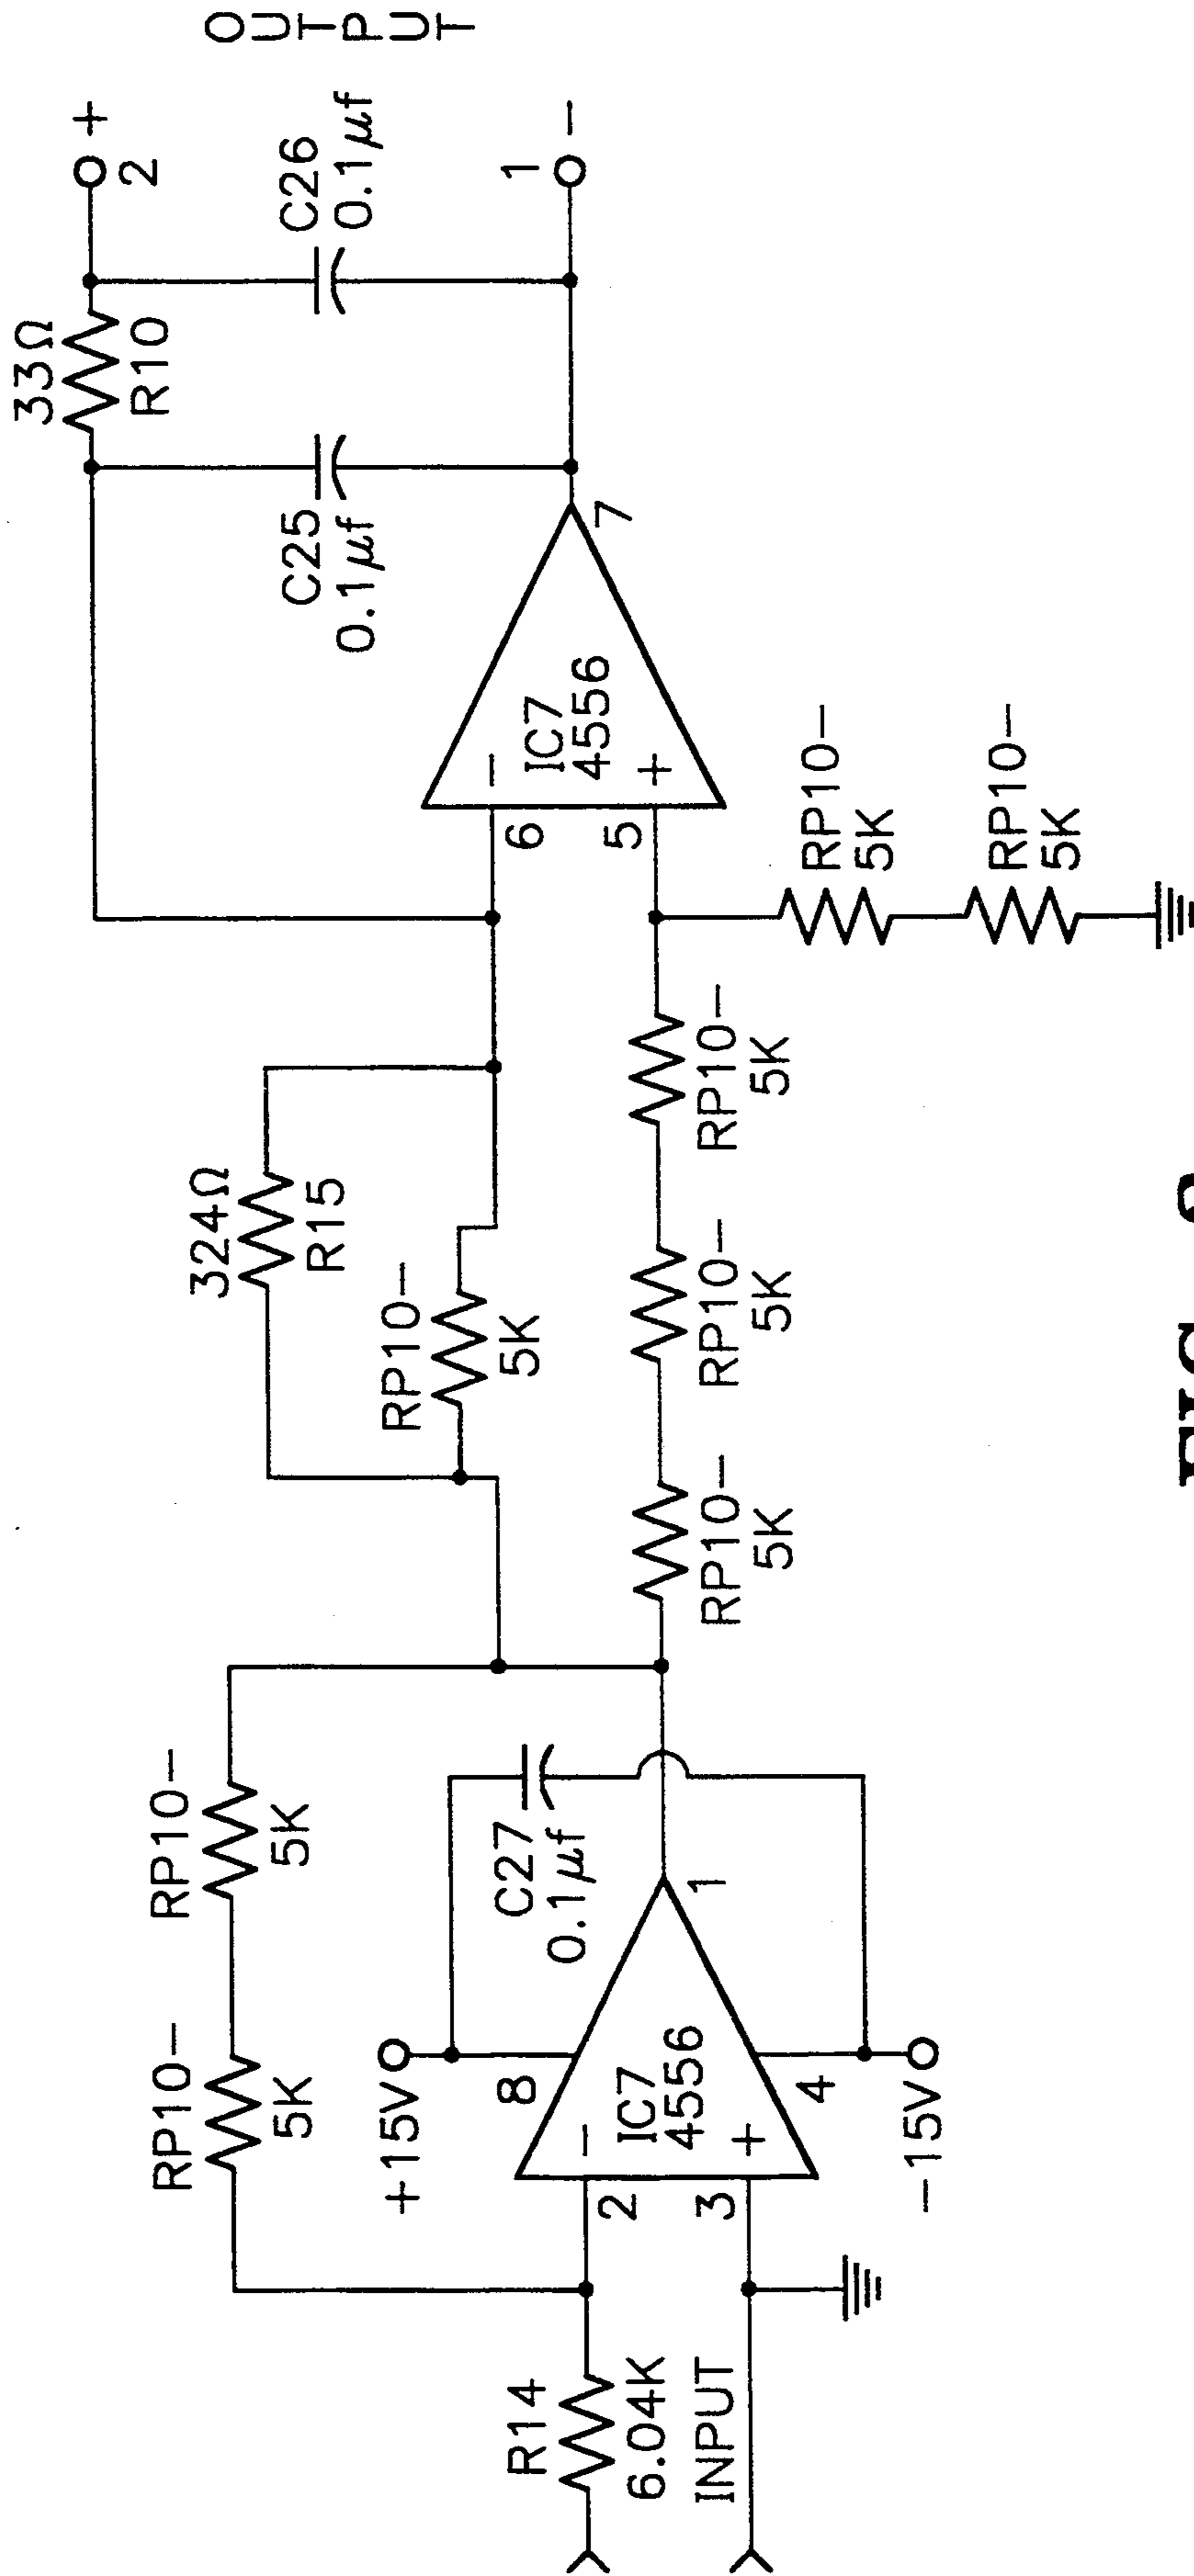 R14
6.04K
INPUT
RP10-
5K
RP10-
5K
+15V
8
2
3
IC7
4556
-
+
4
-15V
1
C27
0.1μf
324Ω
R15
RP10-
5K
RP10-
5K
RP10-
5K
RP10-
5K
6
5
IC7
4556
-
+
7
RP10-
5K
RP10-
5K
C25
0.1μf
33Ω
R10
C26
0.1μf
2
+
1
-
OUTPUT